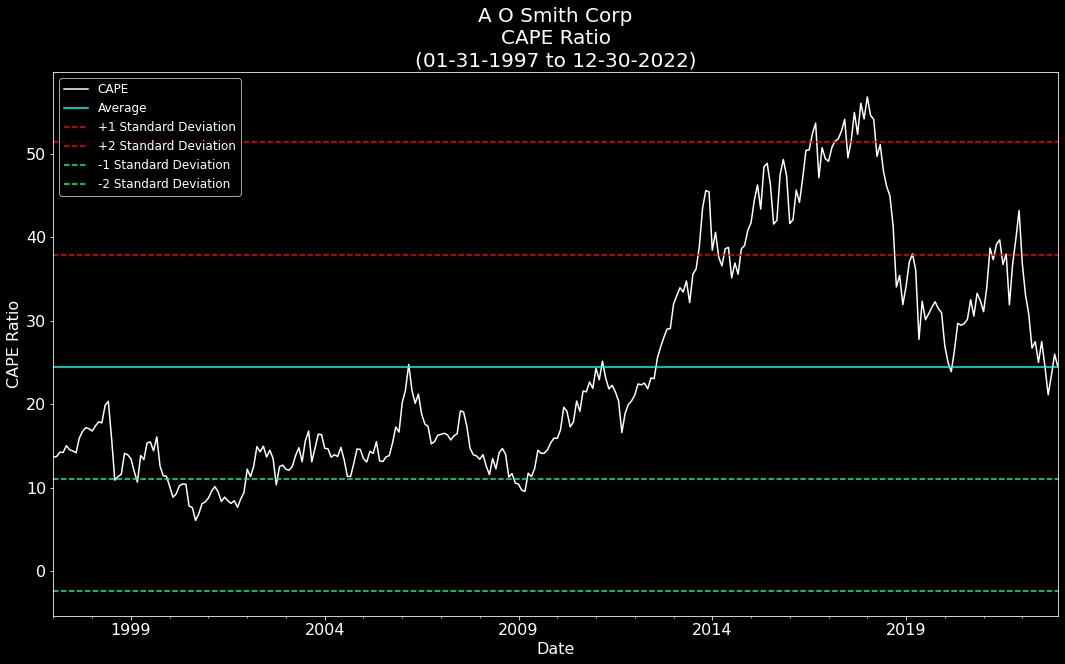 A O Smith Corp
CAPE Ratio
(01-31-1997 to 12-30-2022)
CAPE
Average
+1 Standard Deviation
+2 Standard Deviation
-1 Standard Deviation
-2 Standard Deviation
50
40
30
20
10
0
CAPE Ratio
1999 2004 2009 2014 2019
Date